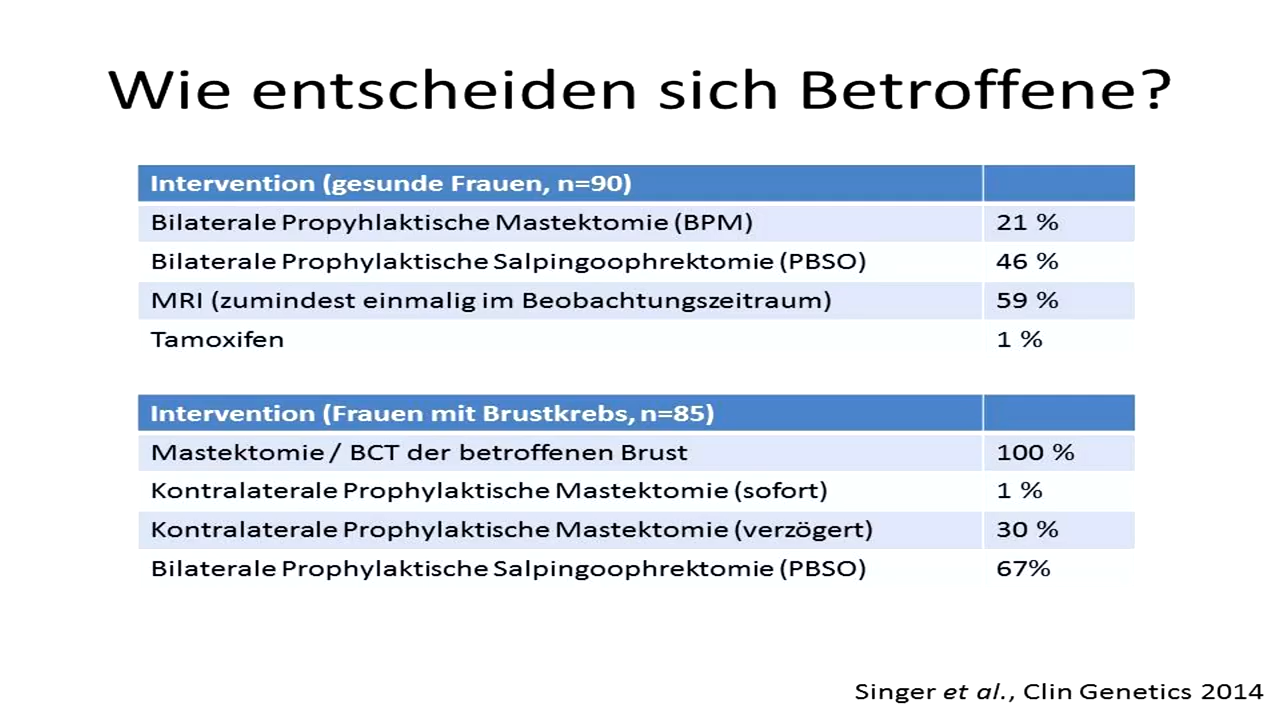 Wie entscheiden sich Betroffene?
Intervention (gesunde Frauen, n=90)
Bilaterale Propyhlaktische Mastektomie (BPM) 21 %
Bilaterale Prophylaktische Salpingoophrektomie (PBSO) 46 %
MRI (zumindest einmalig im Beobachtungszeitraum) 59 %
Tamoxifen 1 %
Intervention (Frauen mit Brustkrebs, n=85)
Mastektomie / BCT der betroffenen Brust 100 %
Kontralaterale Prophylaktische Mastektomie (sofort) 1 %
Kontralaterale Prophylaktische Mastektomie (verzögert) 30 %
Bilaterale Prophylaktische Salpingoophrektomie (PBSO) 67%
Singer et al., Clin Genetics 2014